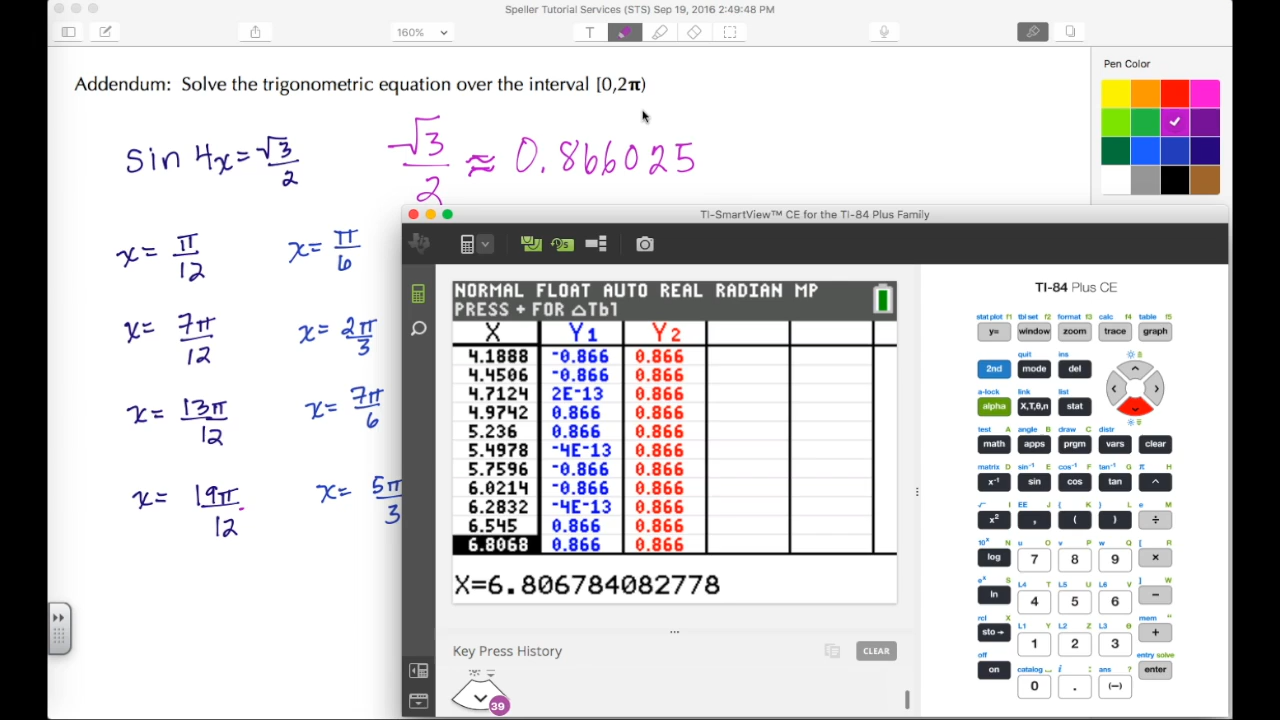 Speller Tutorial Services (STS) Sep 19, 2016 2:49:48 PM
160%
T
Pen Color
Addendum: Solve the trigonometric equation over the interval [0,2π)
sin 4x = √3/2
√3/2 ≈ 0.866025
x = π/12 x = π/6
x = 7π/12 x = 2π/3
x = 13π/12 x = 7π/6
x = 19π/12 x = 5π/3
TI-SmartView™ CE for the TI-84 Plus Family
NORMAL FLOAT AUTO REAL RADIAN MP
PRESS + FOR △Tbl
X Y1 Y2
4.1888 -0.866 0.866
4.4506 -0.866 0.866
4.7124 2E-13 0.866
4.9742 0.866 0.866
5.236 0.866 0.866
5.4978 -4E-13 0.866
5.7596 -0.866 0.866
6.0214 -0.866 0.866
6.2832 -4E-13 0.866
6.545 0.866 0.866
6.8068 0.866 0.866
X=6.806784082778
Key Press History
CLEAR
39
TI-84 Plus CE
stat plot f1 tbl set f2 format f3 calc f4 table f5
y= window zoom trace graph
quit ins
2nd mode del
a-lock link list
alpha X,T,θ,n stat
test A angle B draw C distr
math apps prgm vars clear
matrix D sin⁻¹ E cos⁻¹ F tan⁻¹ G π H
x⁻¹ sin cos tan ^
√ I EE J { K } L e M
x² , ( ) ÷
10ˣ N u O v P w Q [ R
log 7 8 9 ×
eˣ S L4 T L5 U L6 V ] W
ln 4 5 6 −
rcl X L1 Y L2 Z L3 θ mem "
sto→ 1 2 3 +
off catalog ⎵ i : ans ? entry solve
on 0 . (−) enter